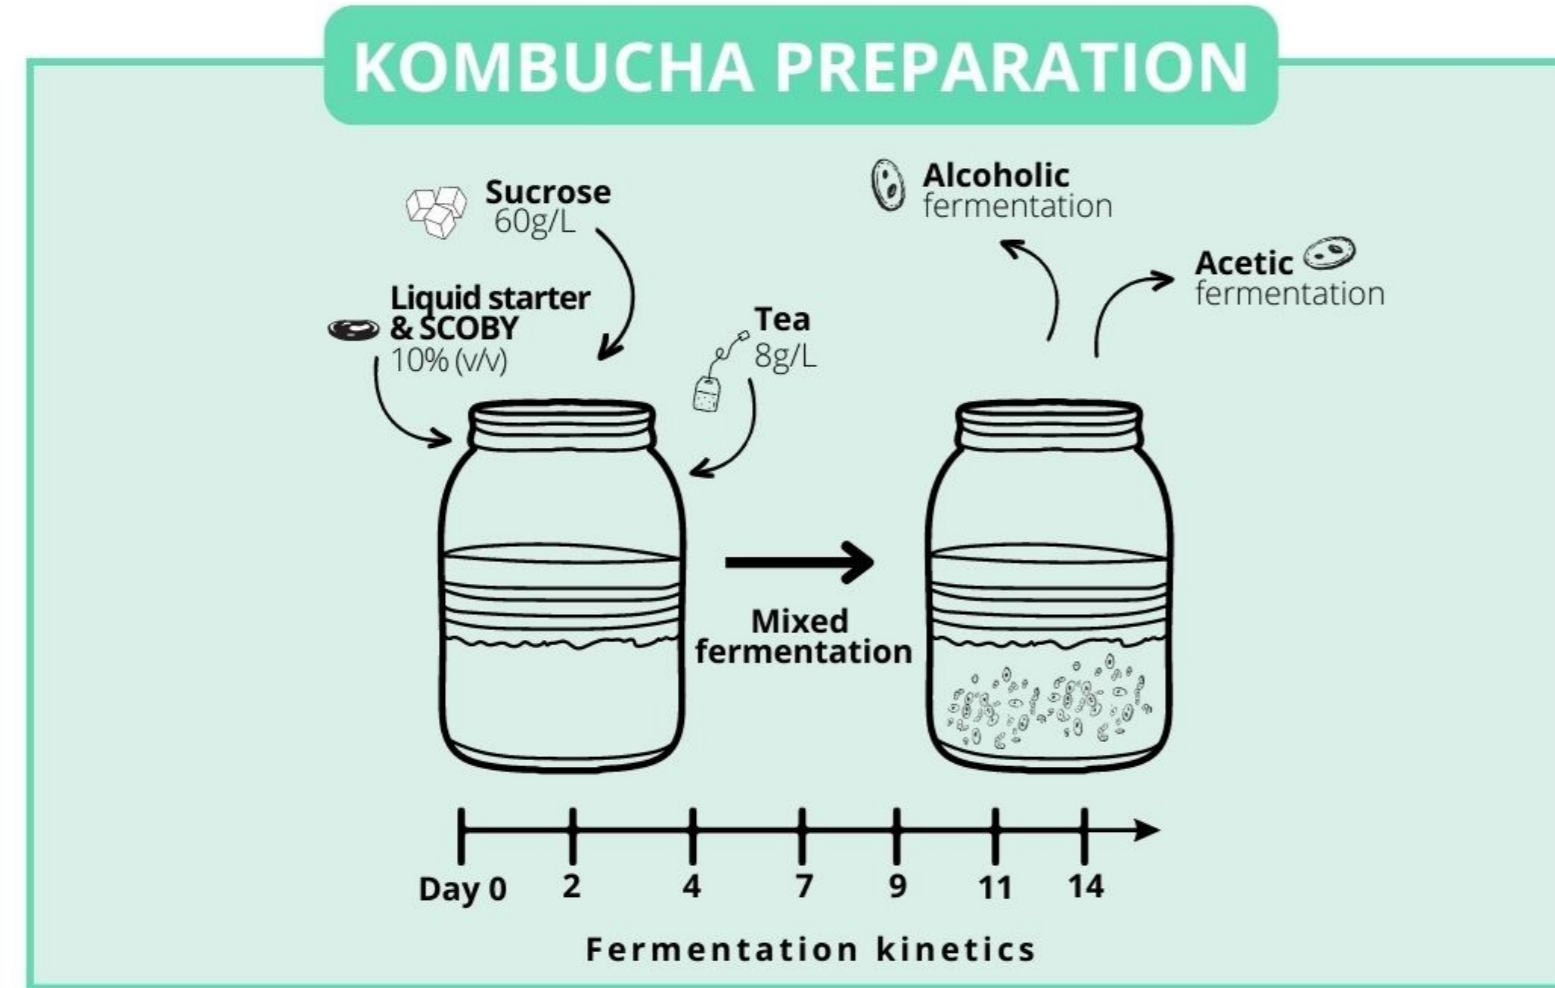 KOMBUCHA PREPARATION
Sucrose
60g/L
Liquid starter
& SCOBY
10% (v/v)
Tea
8g/L
Mixed
fermentation
Alcoholic
fermentation
Acetic
fermentation
Day 0 2 4 7 9 11 14
Fermentation kinetics